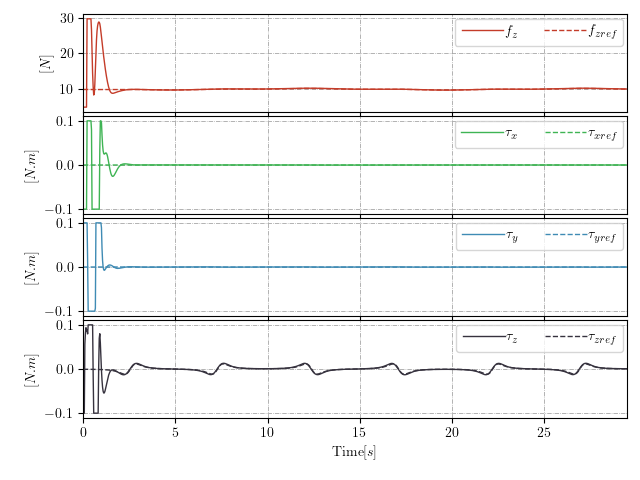 30
20
10
[N]
f_z f_zref
0.1
0.0
−0.1
[N.m]
τ_x τ_xref
0.1
0.0
−0.1
[N.m]
τ_y τ_yref
0.1
0.0
−0.1
[N.m]
τ_z τ_zref
0 5 10 15 20 25
Time[s]